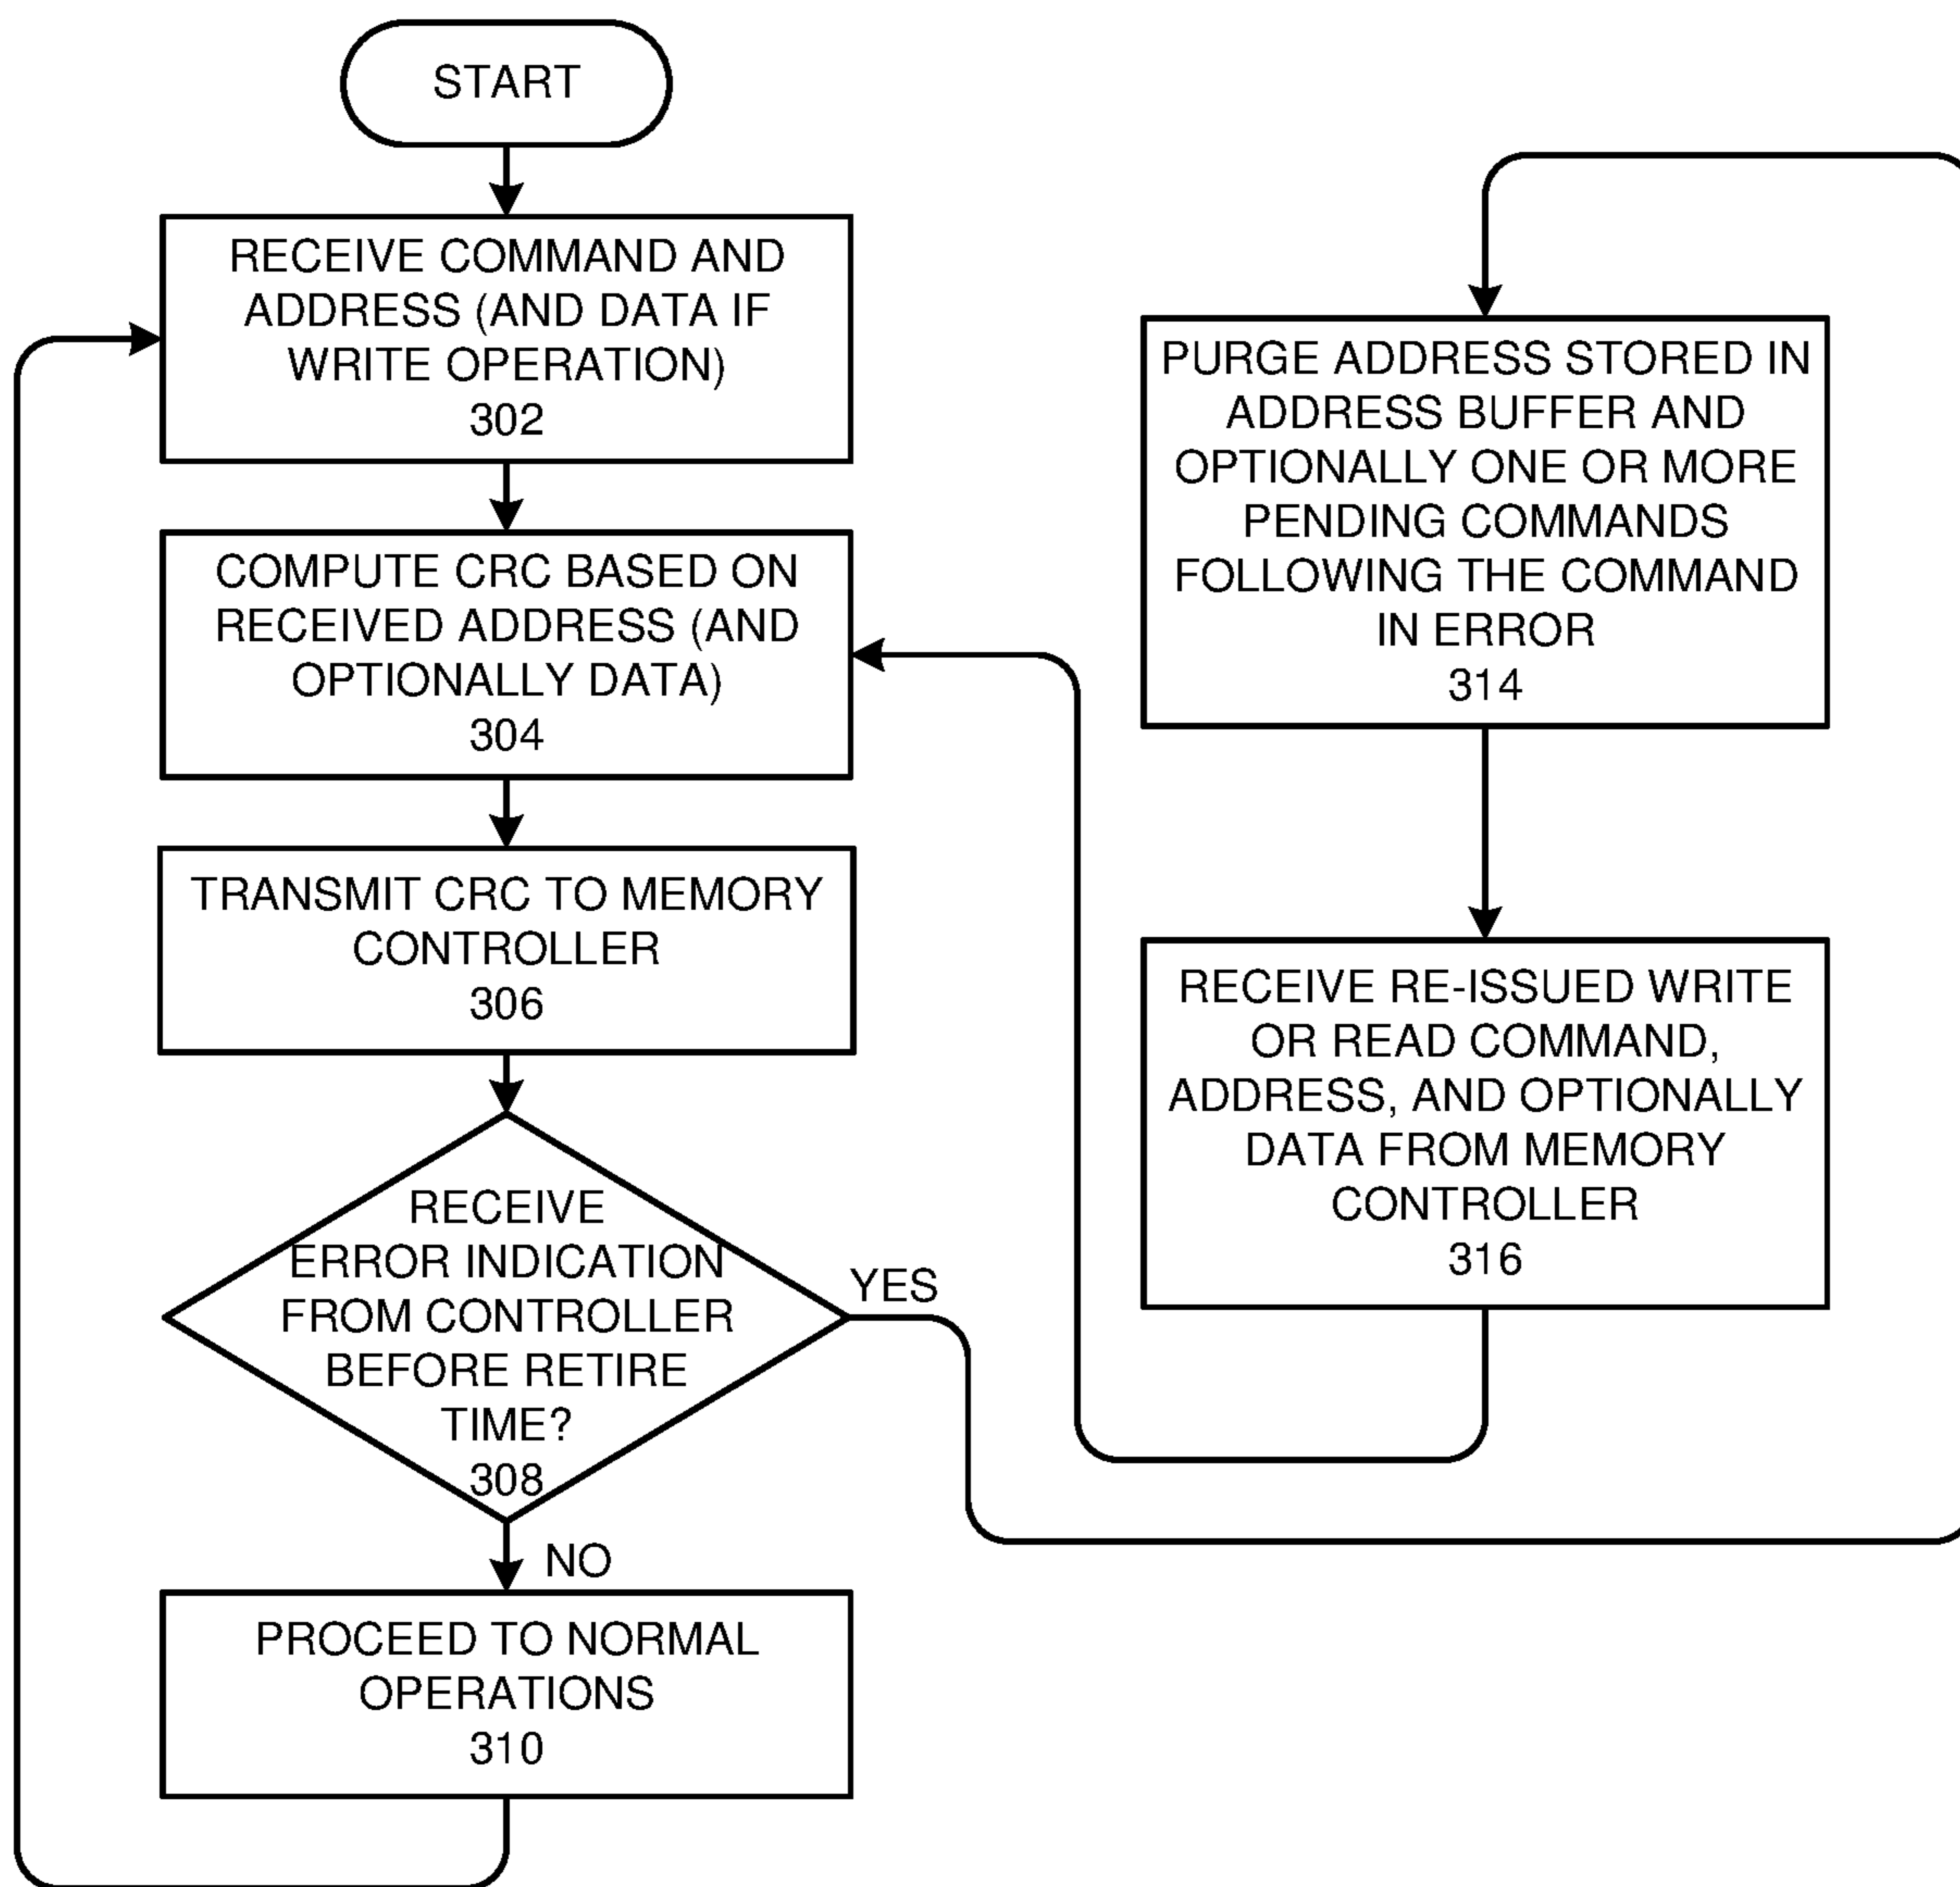 START
RECEIVE COMMAND AND
ADDRESS (AND DATA IF
WRITE OPERATION)
302
COMPUTE CRC BASED ON
RECEIVED ADDRESS (AND
OPTIONALLY DATA)
304
TRANSMIT CRC TO MEMORY
CONTROLLER
306
RECEIVE
ERROR INDICATION
FROM CONTROLLER
BEFORE RETIRE
TIME?
308
YES
NO
PROCEED TO NORMAL
OPERATIONS
310
PURGE ADDRESS STORED IN
ADDRESS BUFFER AND
OPTIONALLY ONE OR MORE
PENDING COMMANDS
FOLLOWING THE COMMAND
IN ERROR
314
RECEIVE RE-ISSUED WRITE
OR READ COMMAND,
ADDRESS, AND OPTIONALLY
DATA FROM MEMORY
CONTROLLER
316